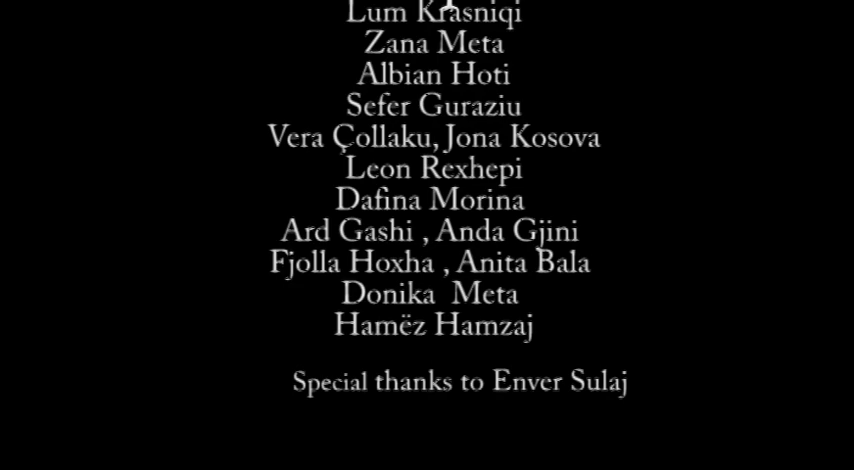 Lum Krasniqi
Zana Meta
Albian Hoti
Sefer Guraziu
Vera Çollaku, Jona Kosova
Leon Rexhepi
Dafina Morina
Ard Gashi , Anda Gjini
Fjolla Hoxha , Anita Bala
Donika Meta
Hamëz Hamzaj
Special thanks to Enver Sulaj